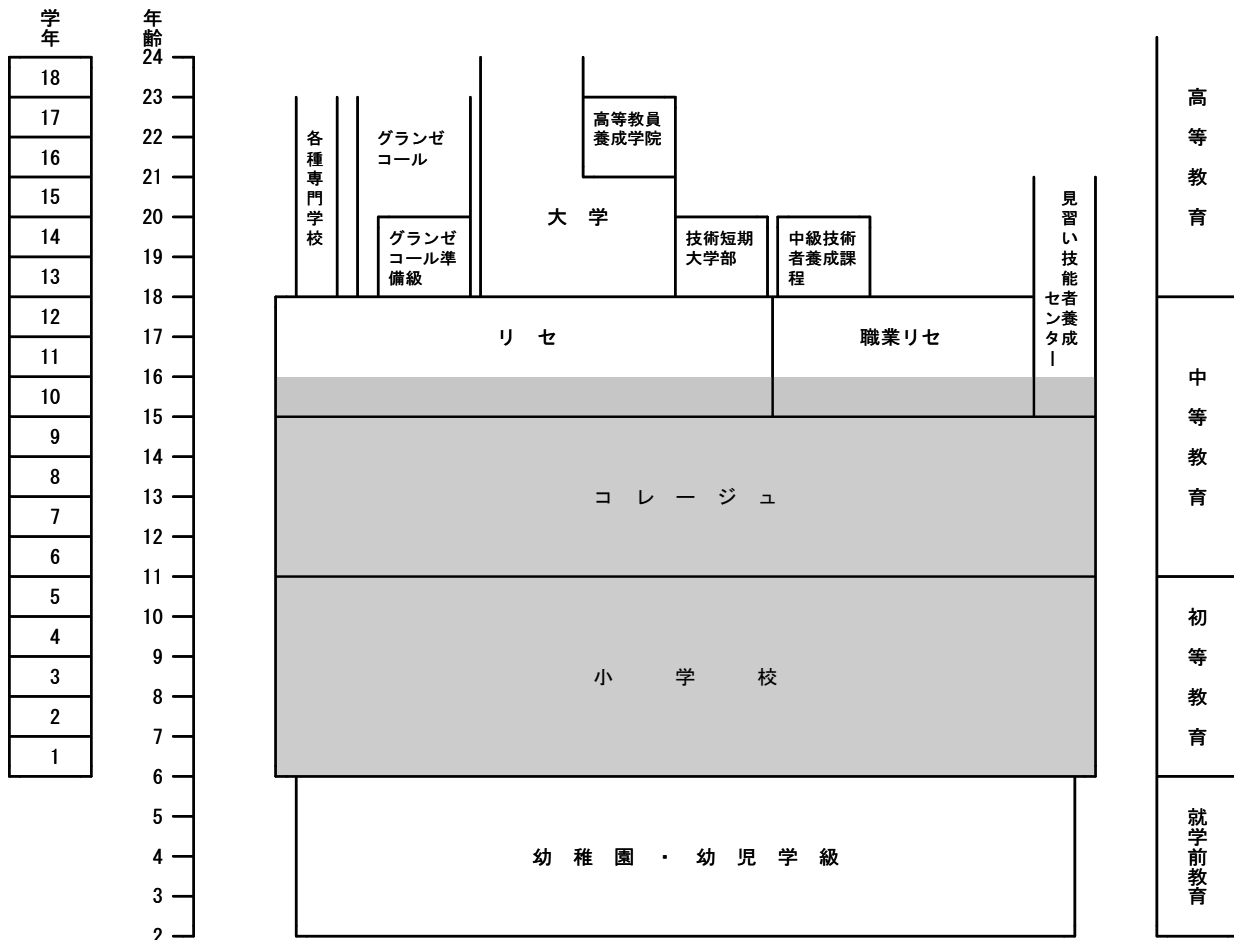 学年
年齢
24
18
23
17
22
16
21
15
20
14
19
13
18
12
17
11
16
10
15
9
14
8
13
7
12
6
11
5
10
4
9
3
8
2
7
1
6
5
4
3
2
各種専門学校
グランゼ
コール
グランゼ
コール準
備級
大学
高等教員
養成学院
技術短期
大学部
中級技術
者養成課
程
見習い技能者養成
センター
リセ
職業リセ
コレージュ
小学校
幼稚園・幼児学級
高等教育
中等教育
初等教育
就学前教育